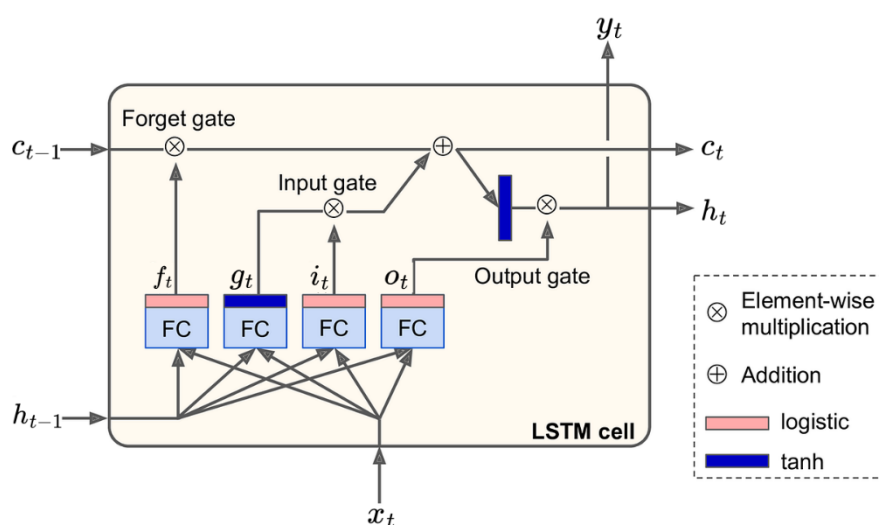 y_t
Forget gate
c_{t-1}
c_t
Input gate
h_t
f_t
g_t
i_t
o_t
Output gate
FC
FC
FC
FC
h_{t-1}
LSTM cell
x_t
Element-wise
multiplication
Addition
logistic
tanh